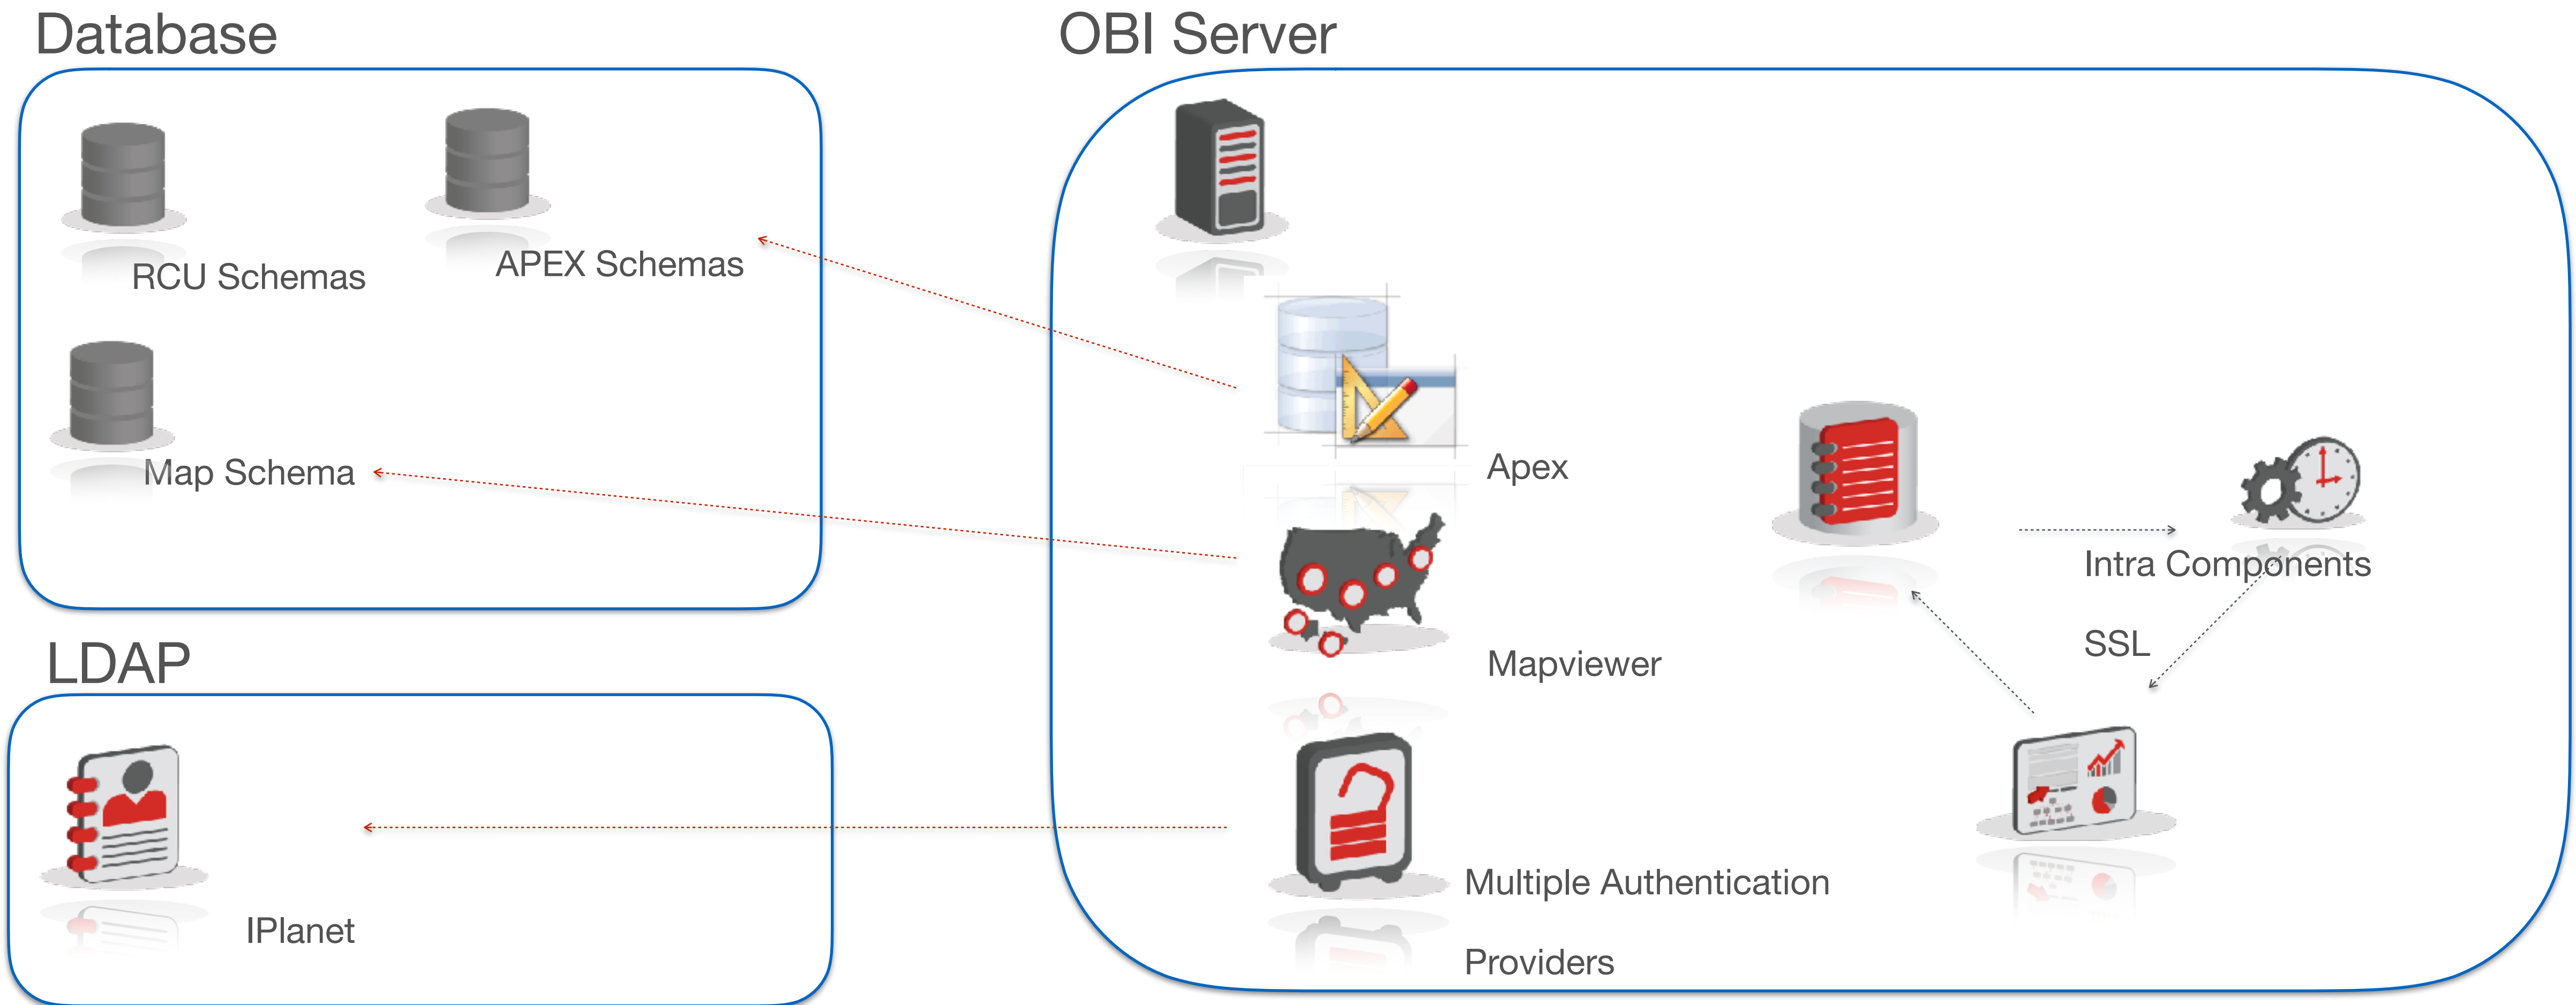 Database
OBI Server
RCU Schemas
APEX Schemas
Map Schema
Apex
Intra Components
SSL
LDAP
Mapviewer
IPlanet
Multiple Authentication
Providers